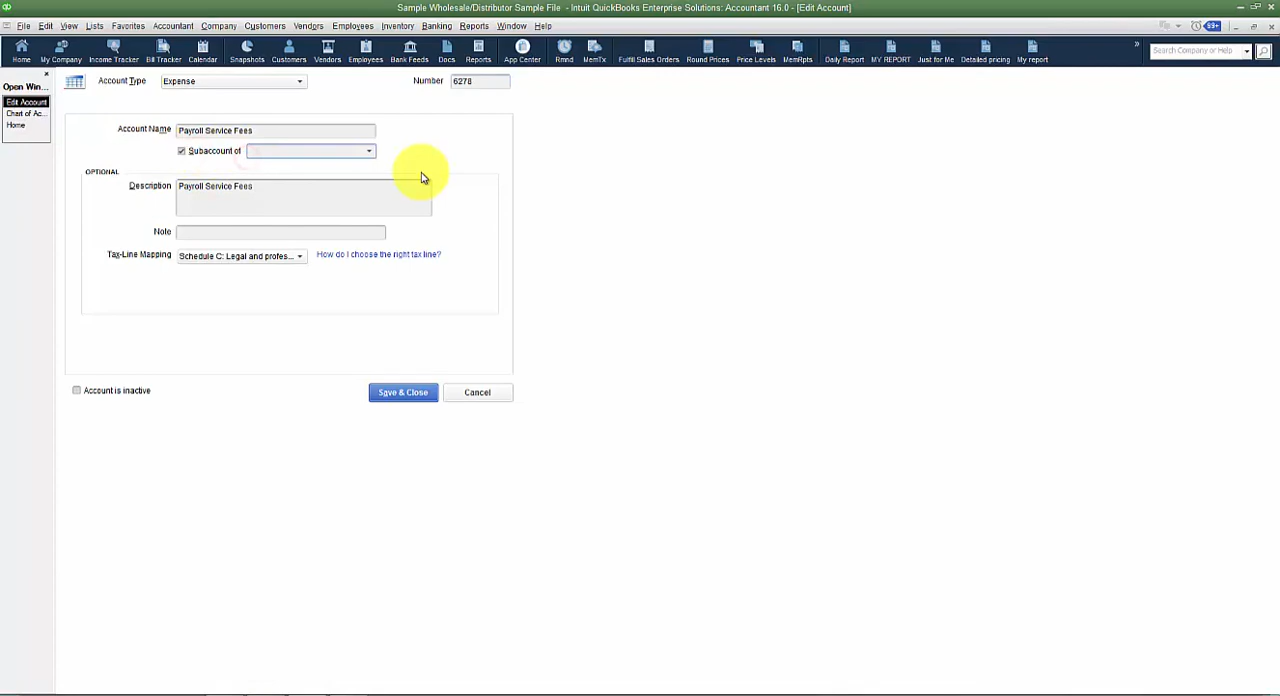 Sample Wholesale/Distributor Sample File - Intuit QuickBooks Enterprise Solutions: Accountant 16.0 - [Edit Account]
File Edit View Lists Favorites Accountant Company Customers Vendors Employees Inventory Banking Reports Window Help
99+
Home My Company Income Tracker Bill Tracker Calendar Snapshots Customers Vendors Employees Bank Feeds Docs Reports App Center Rmnd MemTx Fulfill Sales Orders Round Prices Price Levels MemRpts Daily Report MY REPORT Just for Me Detailed pricing My report » Search Company or Help
Open Win...
Edit Account
Chart of Ac...
Home
Account Type Expense Number 6278
Account Name Payroll Service Fees
Subaccount of
OPTIONAL
Description Payroll Service Fees
Note
Tax-Line Mapping Schedule C: Legal and profes... How do I choose the right tax line?
Account is inactive Save & Close Cancel